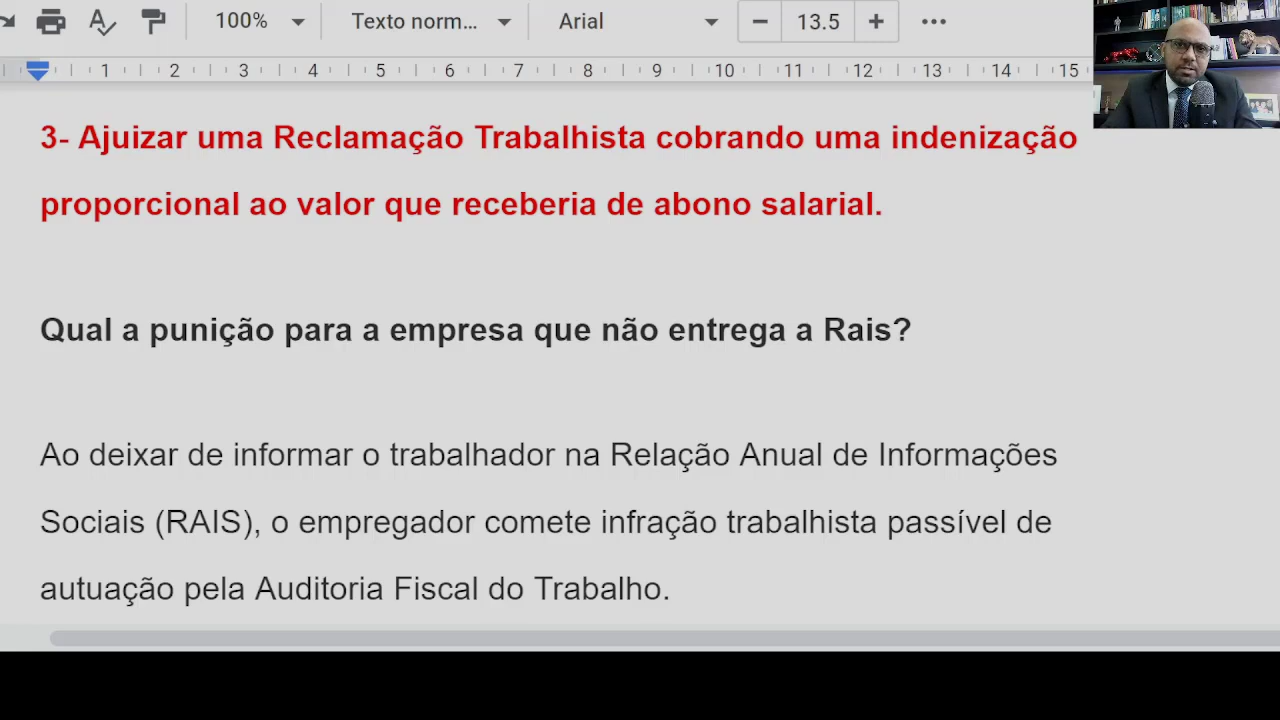 100% Texto norm... Arial 13.5
1 2 3 4 5 6 7 8 9 10 11 12 13 14 15
3- Ajuizar uma Reclamação Trabalhista cobrando uma indenização
proporcional ao valor que receberia de abono salarial.
Qual a punição para a empresa que não entrega a Rais?
Ao deixar de informar o trabalhador na Relação Anual de Informações
Sociais (RAIS), o empregador comete infração trabalhista passível de
autuação pela Auditoria Fiscal do Trabalho.